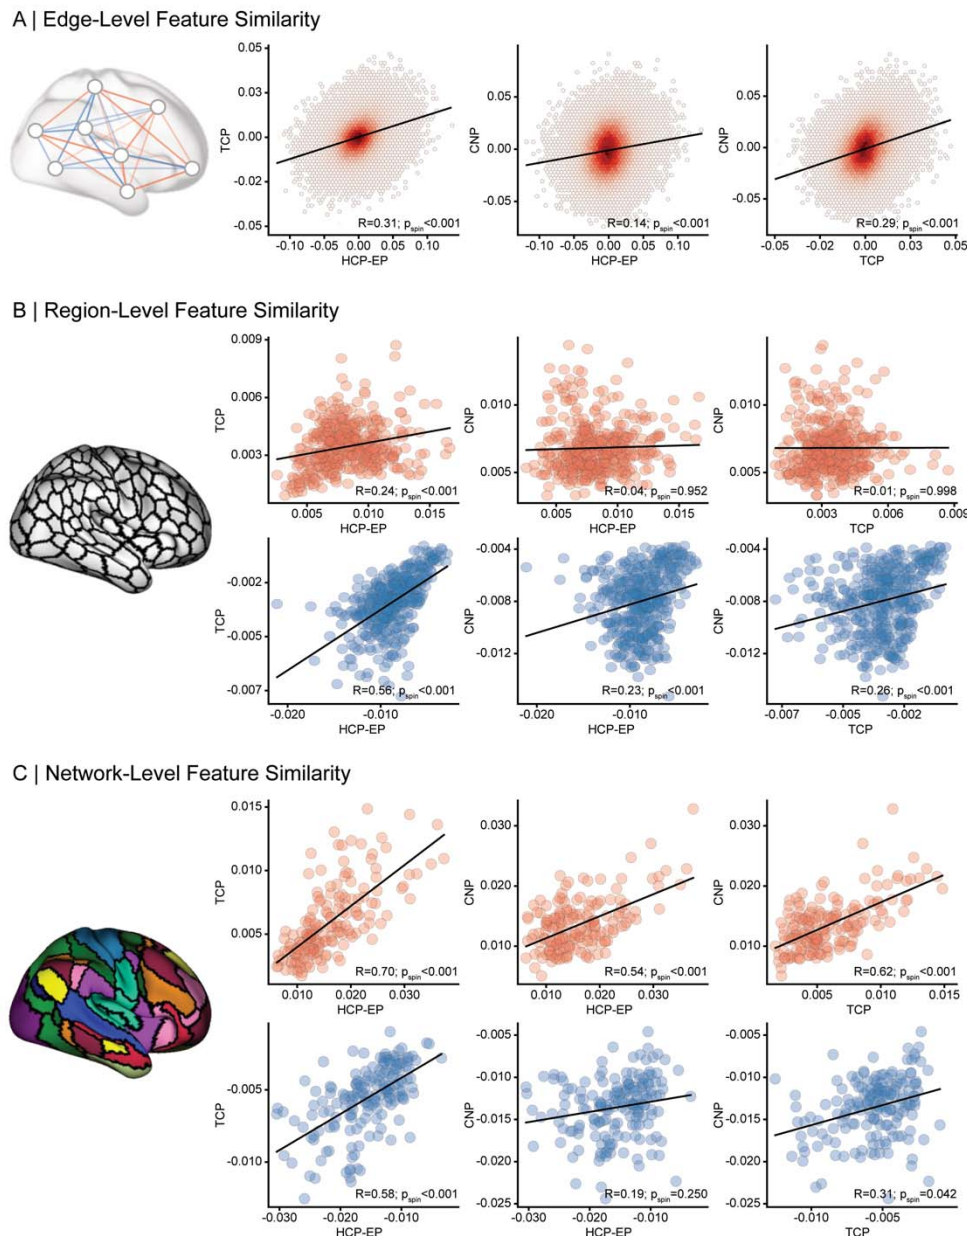 A | Edge-Level Feature Similarity
TCP
0.05
0.03
0.00
-0.02
-0.05
-0.10 -0.05 0.00 0.05 0.10
R=0.31; pspin<0.001
HCP-EP
CNP
0.05
0.00
-0.05
-0.10 -0.05 0.00 0.05 0.10
R=0.14; pspin<0.001
HCP-EP
CNP
0.05
0.00
-0.05
-0.05 -0.02 0.00 0.03 0.05
R=0.29; pspin<0.001
TCP
B | Region-Level Feature Similarity
TCP
0.009
0.006
0.003
R=0.24; pspin<0.001
0.005 0.010 0.015
HCP-EP
CNP
0.010
0.005
R=0.04; pspin=0.952
0.005 0.010 0.015
HCP-EP
CNP
0.010
0.005
R=0.01; pspin=0.998
0.003 0.006 0.009
TCP
TCP
-0.002
-0.005
-0.007
R=0.56; pspin<0.001
-0.020 -0.010
HCP-EP
CNP
-0.004
-0.008
-0.012
R=0.23; pspin<0.001
-0.020 -0.010
HCP-EP
CNP
-0.004
-0.008
-0.012
R=0.26; pspin<0.001
-0.007 -0.005 -0.002
TCP
C | Network-Level Feature Similarity
TCP
0.015
0.010
0.005
R=0.70; pspin<0.001
0.010 0.020 0.030
HCP-EP
CNP
0.030
0.020
0.010
R=0.54; pspin<0.001
0.010 0.020 0.030
HCP-EP
CNP
0.030
0.020
0.010
R=0.62; pspin<0.001
0.005 0.010 0.015
TCP
TCP
-0.005
-0.010
R=0.58; pspin<0.001
-0.030 -0.020 -0.010
HCP-EP
CNP
-0.005
-0.010
-0.015
-0.020
-0.025
R=0.19; pspin=0.250
-0.030 -0.020 -0.010
HCP-EP
CNP
-0.005
-0.010
-0.015
-0.020
-0.025
R=0.31; pspin=0.042
-0.010 -0.005
TCP